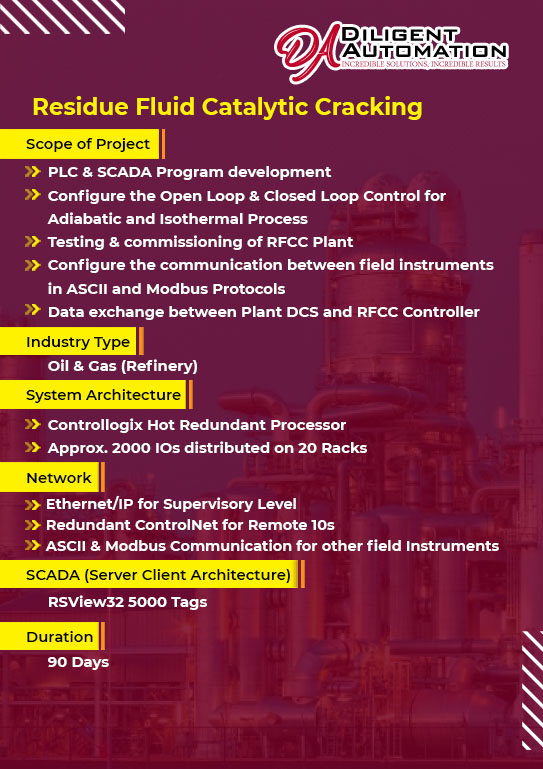 DA DILIGENT
AUTOMATION
INCREDIBLE SOLUTIONS, INCREDIBLE RESULTS
Residue Fluid Catalytic Cracking
Scope of Project
PLC & SCADA Program development
Configure the Open Loop & Closed Loop Control for
Adiabatic and Isothermal Process
Testing & commissioning of RFCC Plant
Configure the communication between field instruments
in ASCII and Modbus Protocols
Data exchange between Plant DCS and RFCC Controller
Industry Type
Oil & Gas (Refinery)
System Architecture
Controllogix Hot Redundant Processor
Approx. 2000 IOs distributed on 20 Racks
Network
Ethernet/IP for Supervisory Level
Redundant ControlNet for Remote 10s
ASCII & Modbus Communication for other field Instruments
SCADA (Server Client Architecture)
RSView32 5000 Tags
Duration
90 Days